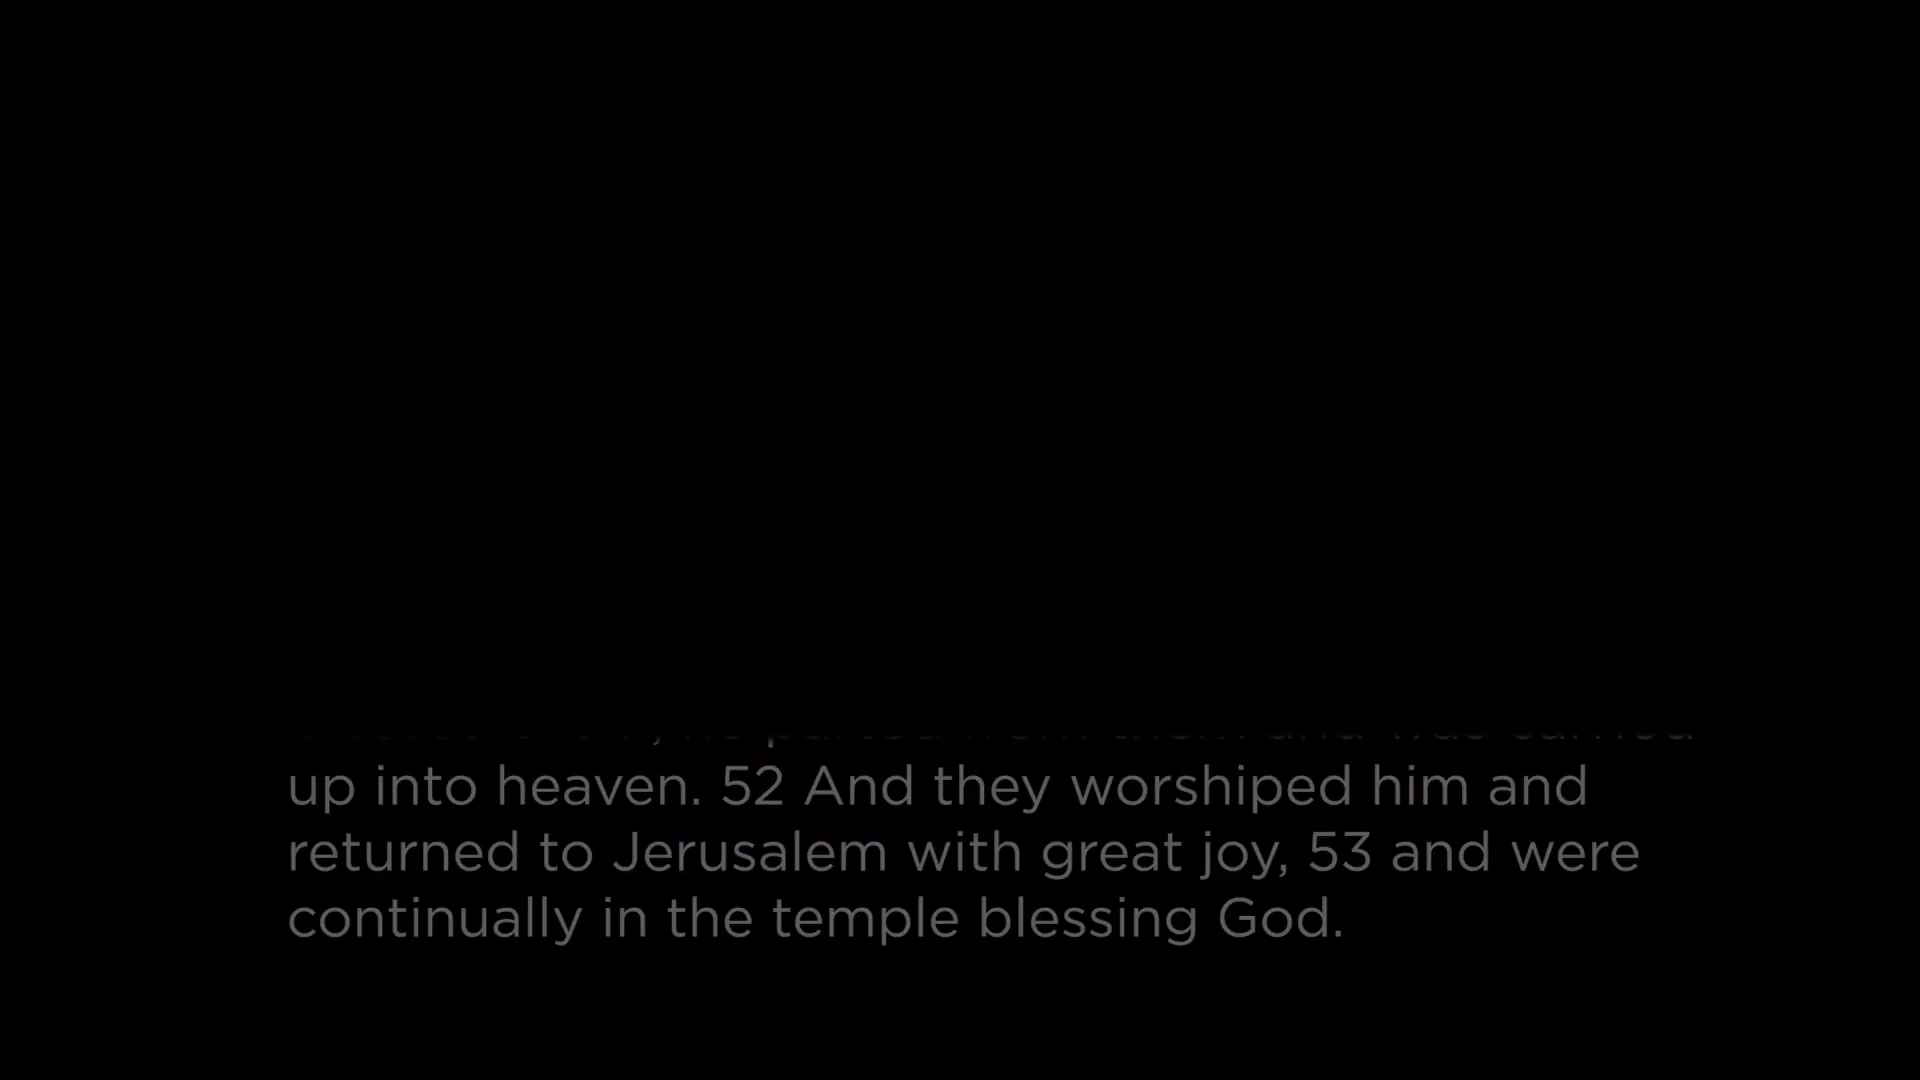 up into heaven. 52 And they worshiped him and
returned to Jerusalem with great joy, 53 and were
continually in the temple blessing God.